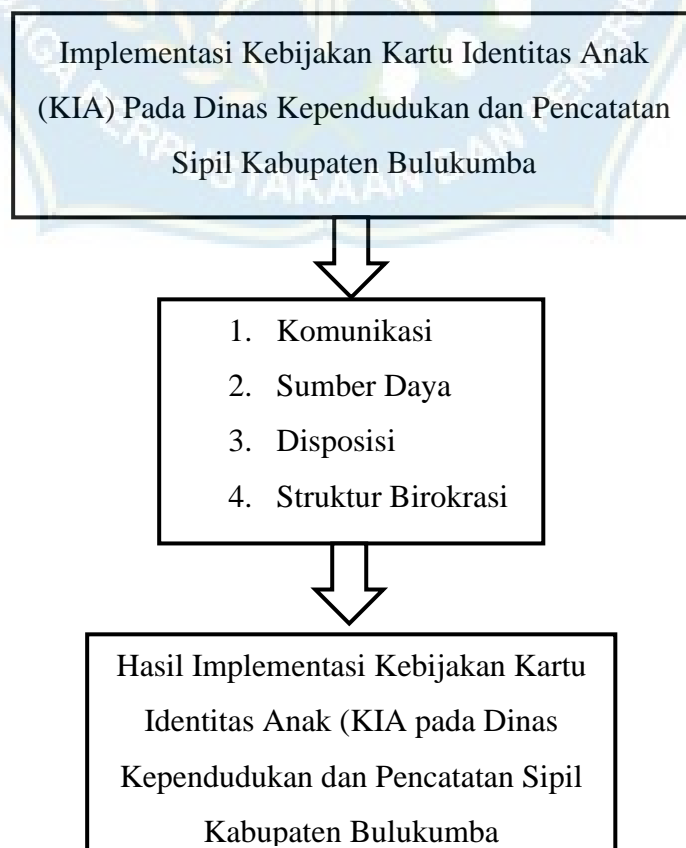 Implementasi Kebijakan Kartu Identitas Anak
(KIA) Pada Dinas Kependudukan dan Pencatatan
Sipil Kabupaten Bulukumba
PUSTAKAAN DAN
1. Komunikasi
2. Sumber Daya
3. Disposisi
4. Struktur Birokrasi
Hasil Implementasi Kebijakan Kartu
Identitas Anak (KIA pada Dinas
Kependudukan dan Pencatatan Sipil
Kabupaten Bulukumba